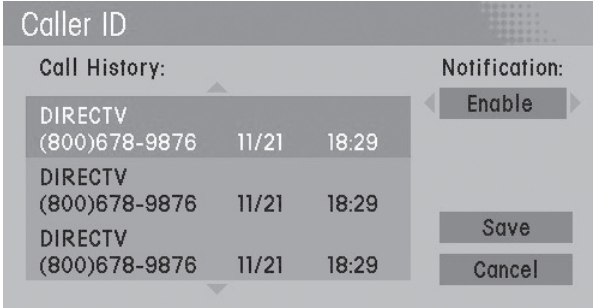 Caller ID
Call History:
Notification:
Enable
DIRECTV
(800)678-9876 11/21 18:29
DIRECTV
(800)678-9876 11/21 18:29
DIRECTV
(800)678-9876 11/21 18:29
Save
Cancel